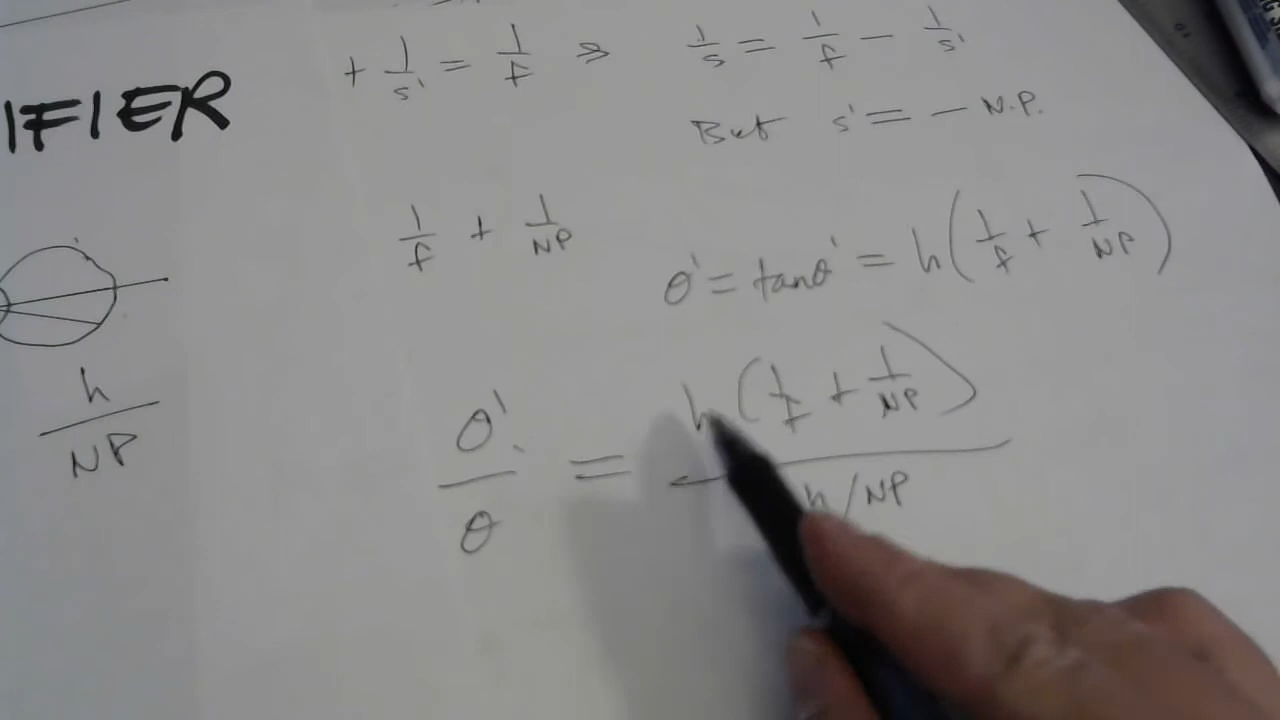 + 1/s' = 1/f ⇒ 1/s = 1/f − 1/s'
IFIER
But s' = − N.P.
1/f + 1/NP
θ' = tanθ' = h(1/f + 1/NP)
h/NP
θ'/θ = h(1/f + 1/NP) / h/NP